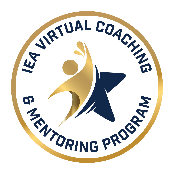 IEA VIRTUAL COACHING
& MENTORING PROGRAM